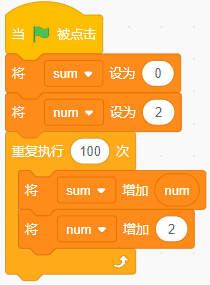 当 被点击
将 sum 设为 0
将 num 设为 2
重复执行 100 次
将 sum 增加 num
将 num 增加 2